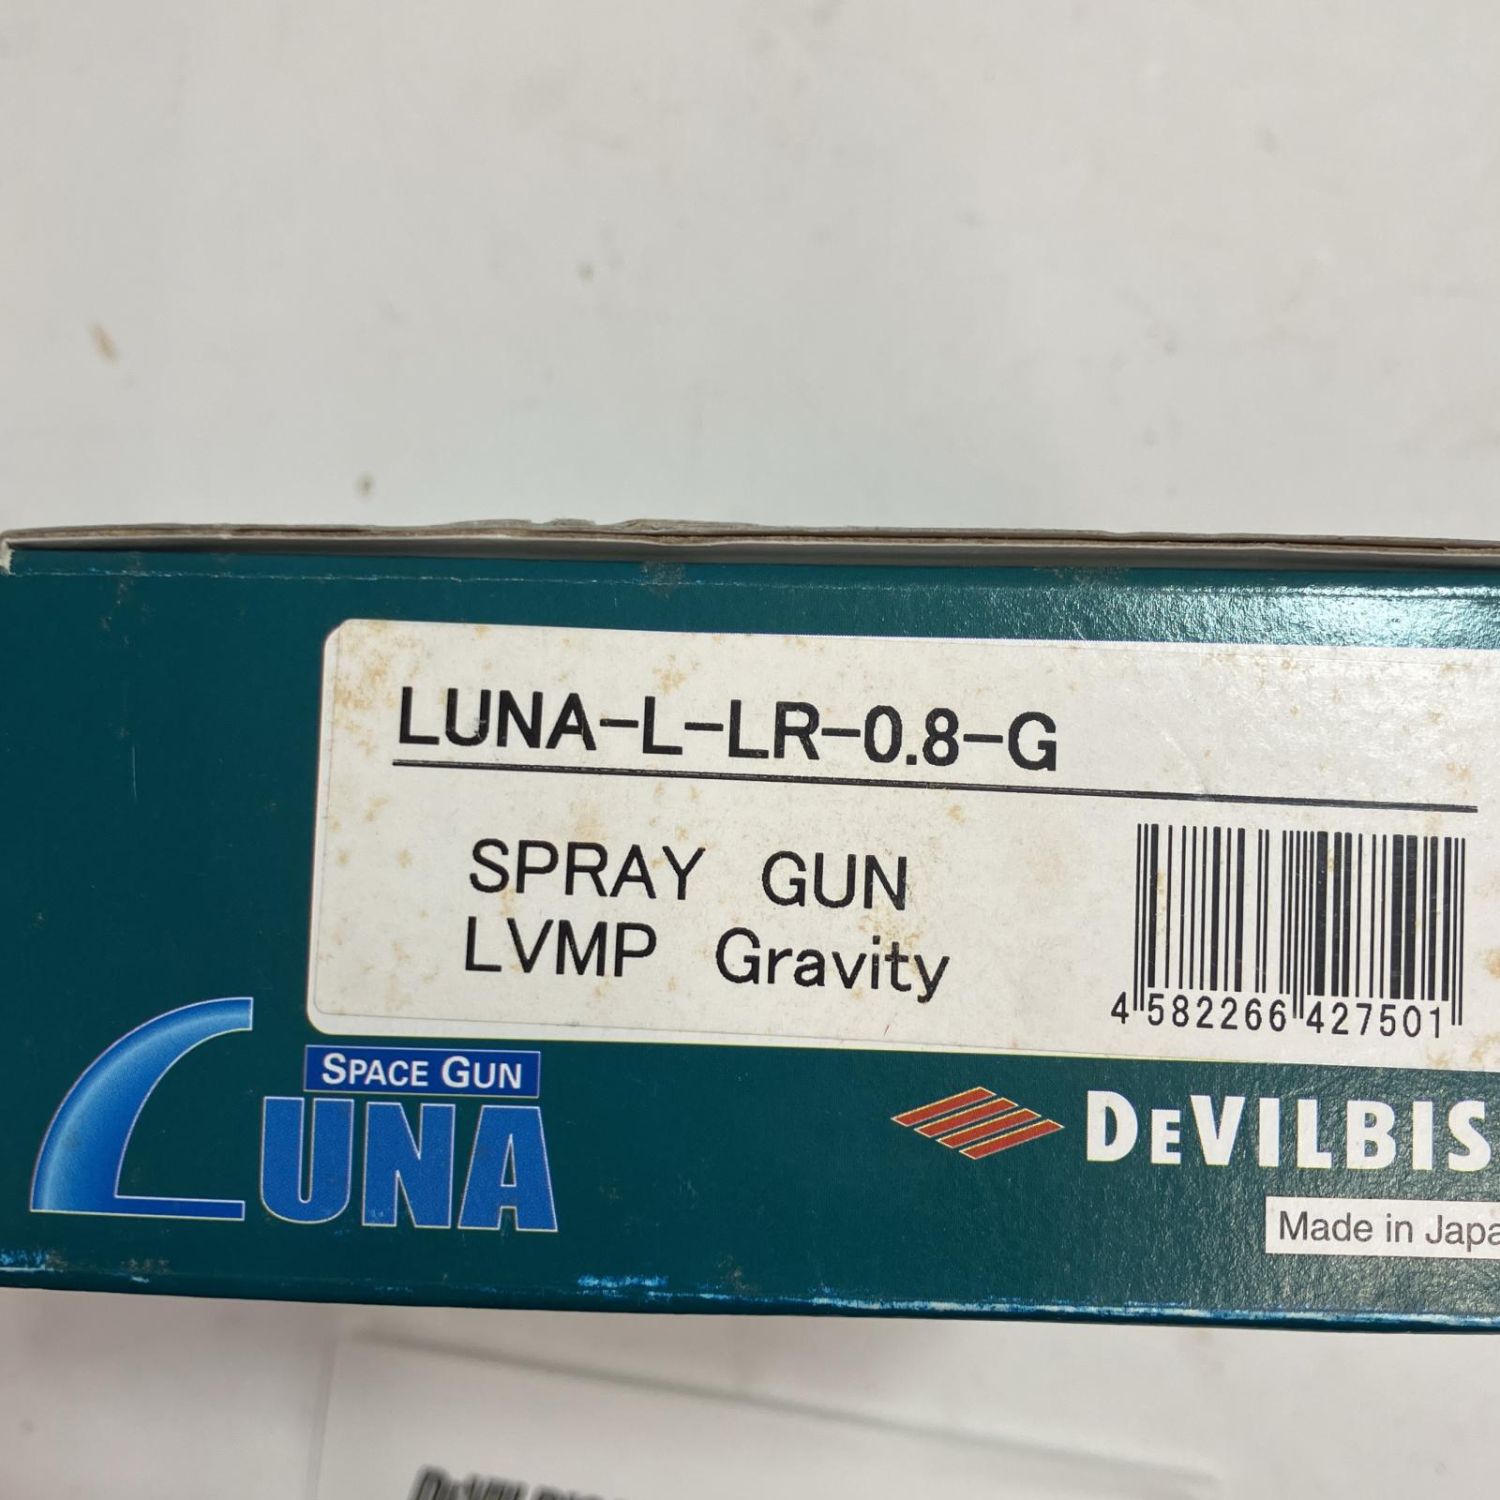 LUNA-L-LR-0.8-G
SPRAY GUN
LVMP Gravity
4 582266 427501
SPACE GUN
LUNA
DEVILBIS
Made in Japa